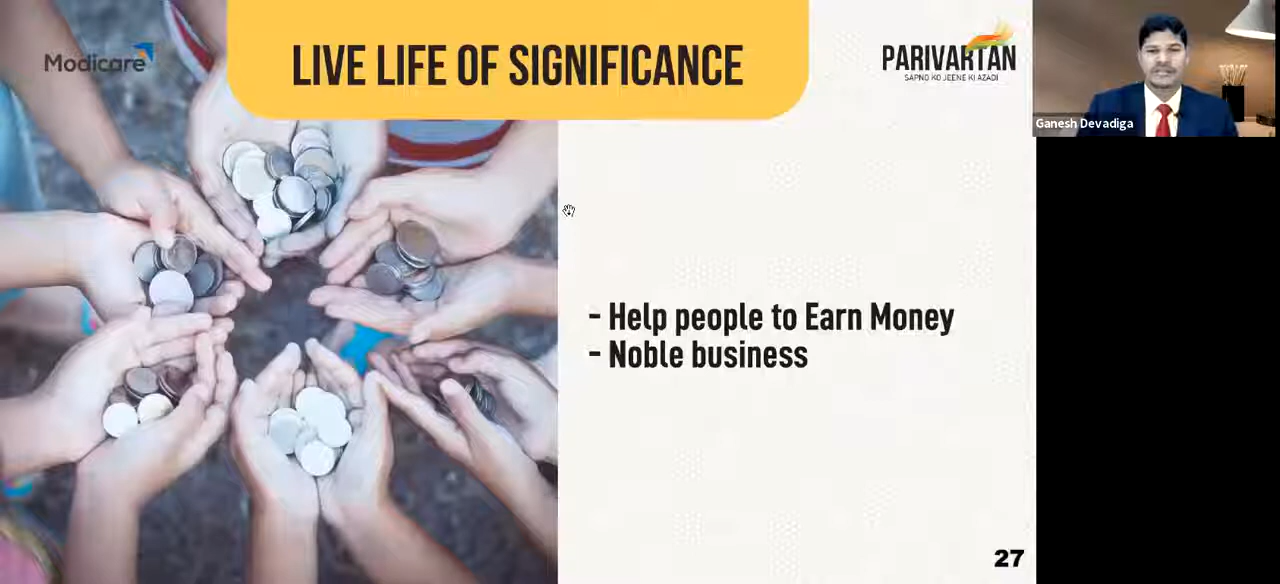 Modicare
LIVE LIFE OF SIGNIFICANCE
PARIVARTAN
SAPNO KO JEENE KI AZADI
Ganesh Devadiga
- Help people to Earn Money
- Noble business
27